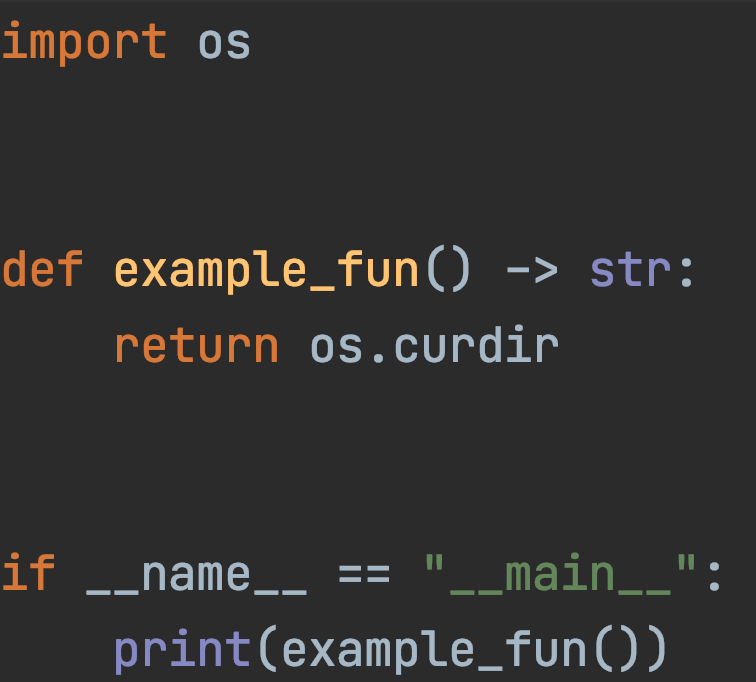 import os
def example_fun() -> str:
    return os.curdir
if __name__ == "__main__":
    print(example_fun())